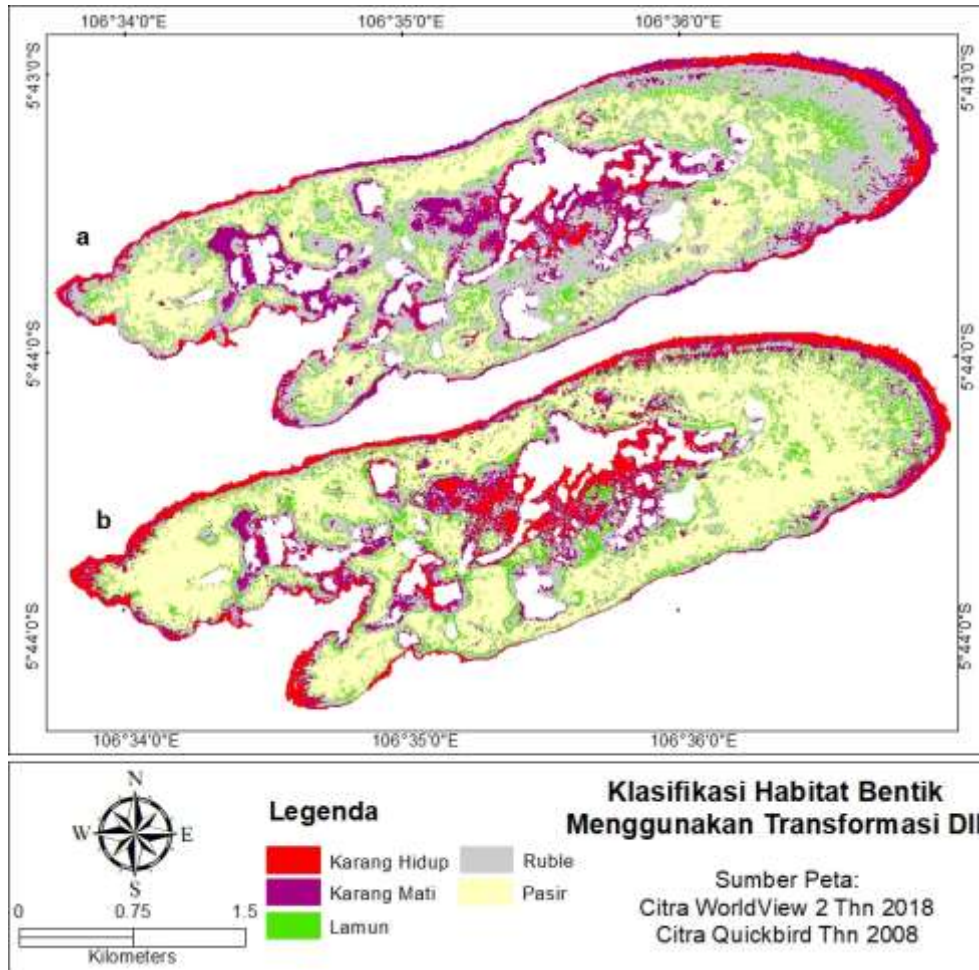 106°34'0"E 106°35'0"E 106°36'0"E
5°43'0"S 5°43'0"S
a
5°44'0"S 5°44'0"S
b
5°44'0"S 5°44'0"S
106°34'0"E 106°35'0"E 106°36'0"E
N
W E
S
0 0.75 1.5
Kilometers
Legenda
Karang Hidup
Karang Mati
Lamun
Ruble
Pasir
Klasifikasi Habitat Bentik
Menggunakan Transformasi
Sumber Peta:
Citra WorldView 2 Thn 2018
Citra Quickbird Thn 2008